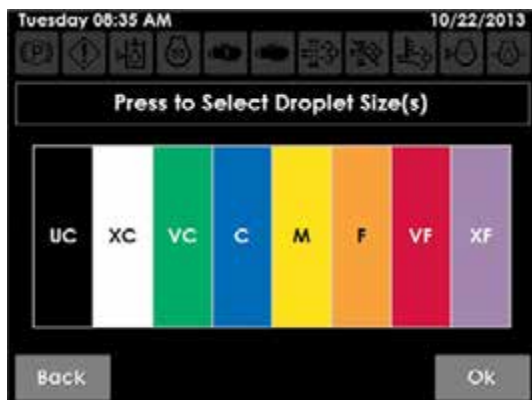 Tuesday 08:35 AM 10/22/2013
(P)
Press to Select Droplet Size(s)
UC XC VC C M F VF XF
Back Ok